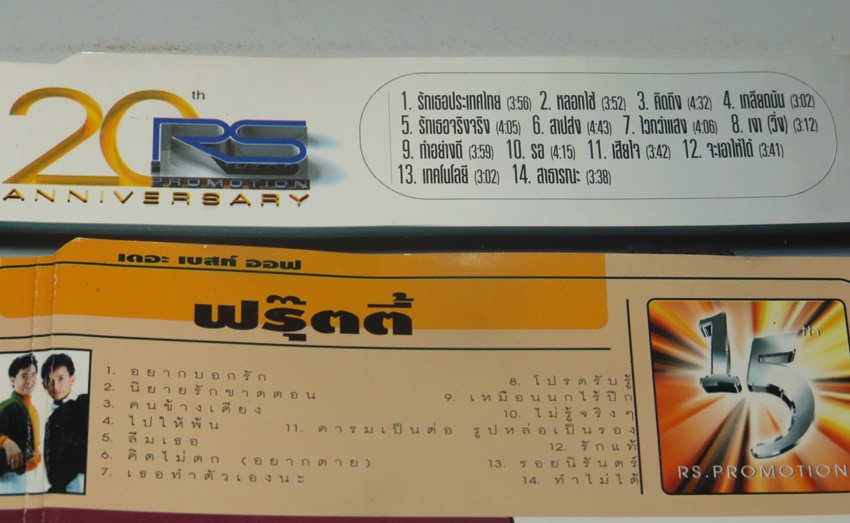 20th
RS
PROMOTION
ANNIVERSARY
1. รักเธอประเทศไทย (3:56) 2. หลอกใช้ (3:52) 3. คิดถึง (4:32) 4. เกลียดมัน (3:02)
5. รักเธอจริงจริง (4:05) 6. สาปส่ง (4:43) 7. ไวกว่าแสง (4:06) 8. เงา (วิ่ง) (3:12)
9. ทำอย่างดี (3:59) 10. รอ (4:15) 11. เสียใจ (3:42) 12. จะเอาให้ได้ (3:41)
13. เทคโนโลยี (3:02) 14. สาธารณะ (3:38)
เดอะ เบสท์ ออฟ
ฟรุ๊ตตี้
1. อยากบอกรัก
2. นิยายรักขาดตอน
3. คนข้างเคียง
4. ไปให้พ้น
5. ลืมเธอ
6. คิดไม่ตก (อยากตาย)
7. เธอทำตัวเองนะ
8. โปรดรับรู้
9. เหมือนนกไร้ปีก
10. ไม่รู้จริงๆ
11. คารมเป็นต่อ รูปหล่อเป็นรอง
12. รักแท้
13. รอยนิรันดร์
14. ทำไม่ได้
15th
RS.PROMOTION